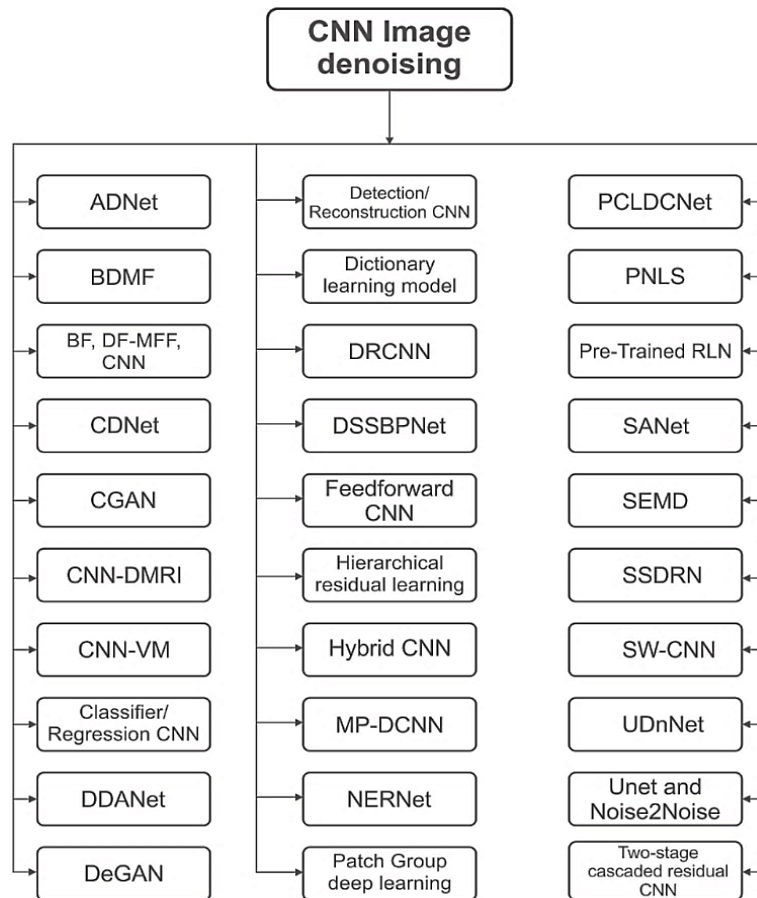 CNN Image
denoising
ADNet
BDMF
BF, DF-MFF,
CNN
CDNet
CGAN
CNN-DMRI
CNN-VM
Classifier/
Regression CNN
DDANet
DeGAN
Detection/
Reconstruction CNN
Dictionary
learning model
DRCNN
DSSBPNet
Feedforward
CNN
Hierarchical
residual learning
Hybrid CNN
MP-DCNN
NERNet
Patch Group
deep learning
PCLDCNet
PNLS
Pre-Trained RLN
SANet
SEMD
SSDRN
SW-CNN
UDnNet
Unet and
Noise2Noise
Two-stage
cascaded residual
CNN